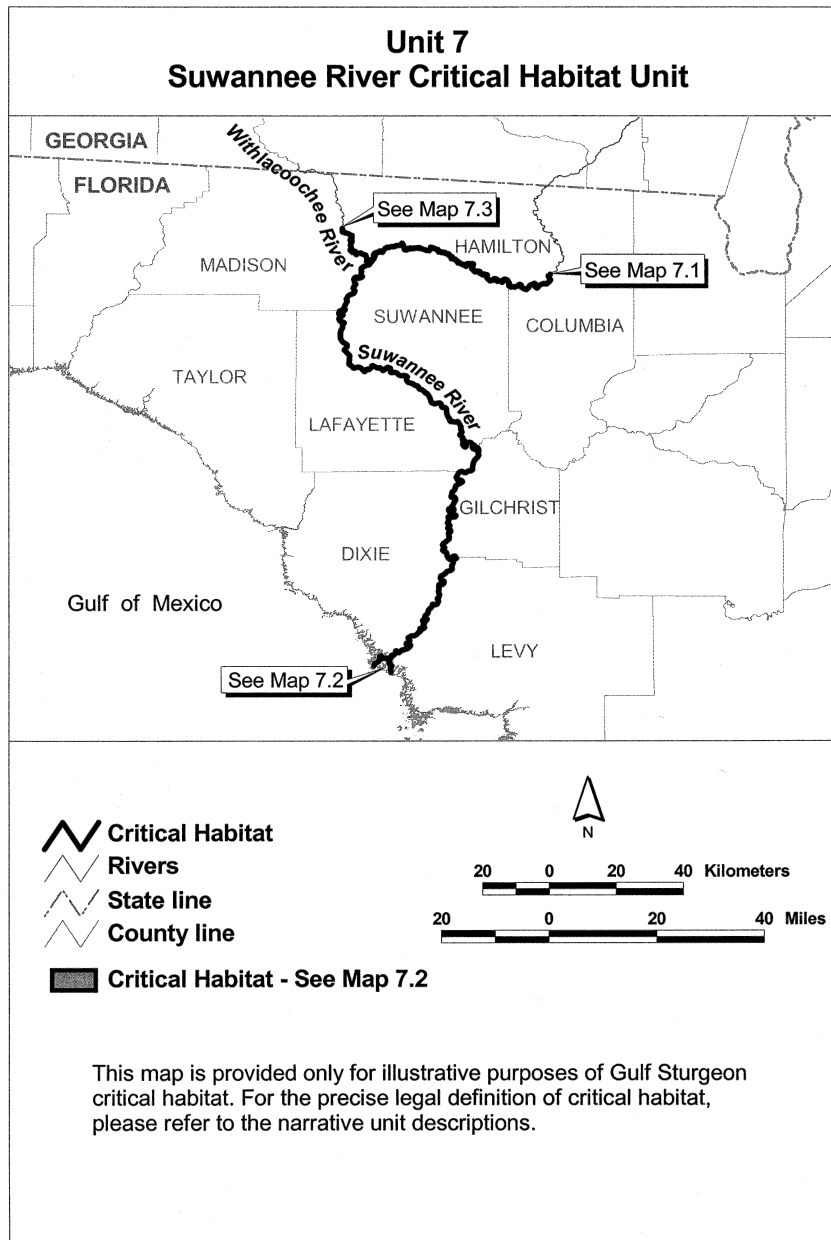 Unit 7
Suwannee River Critical Habitat Unit
GEORGIA
FLORIDA
Withlacoochee River
See Map 7.3
HAMILTON
See Map 7.1
MADISON
SUWANNEE
COLUMBIA
Suwannee River
TAYLOR
LAFAYETTE
GILCHRIST
DIXIE
Gulf of Mexico
LEVY
See Map 7.2
Critical Habitat
Rivers
State line
County line
Critical Habitat - See Map 7.2
N
20 0 20 40 Kilometers
20 0 20 40 Miles
This map is provided only for illustrative purposes of Gulf Sturgeon
critical habitat. For the precise legal definition of critical habitat,
please refer to the narrative unit descriptions.